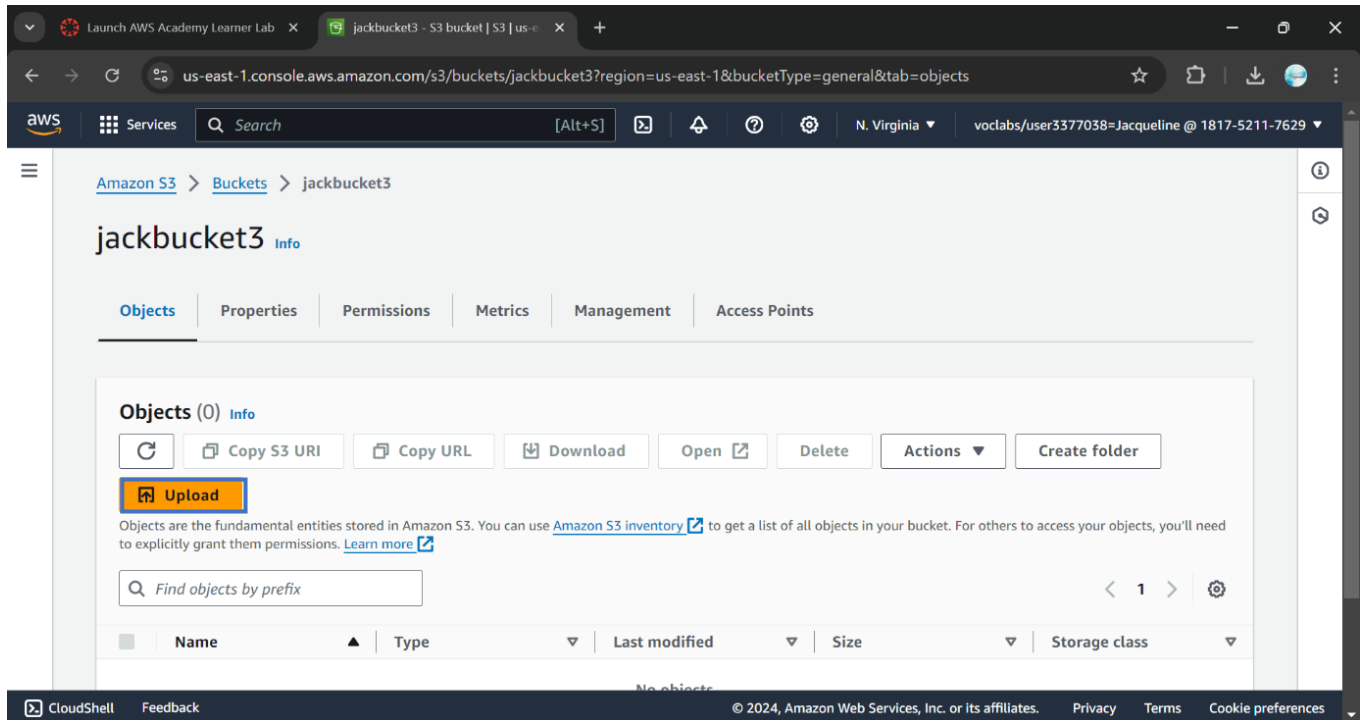 Launch AWS Academy Learner Lab
jackbucket3 - S3 bucket | S3 | us-e
us-east-1.console.aws.amazon.com/s3/buckets/jackbucket3?region=us-east-1&bucketType=general&tab=objects
aws Services Search [Alt+S] N. Virginia voclabs/user3377038=Jacqueline @ 1817-5211-7629
Amazon S3 > Buckets > jackbucket3
jackbucket3 Info
Objects Properties Permissions Metrics Management Access Points
Objects (0) Info
Copy S3 URI Copy URL Download Open Delete Actions Create folder
Upload
Objects are the fundamental entities stored in Amazon S3. You can use Amazon S3 inventory to get a list of all objects in your bucket. For others to access your objects, you'll need
to explicitly grant them permissions. Learn more
Find objects by prefix
< 1 >
Name Type Last modified Size Storage class
No objects
CloudShell Feedback © 2024, Amazon Web Services, Inc. or its affiliates. Privacy Terms Cookie preferences